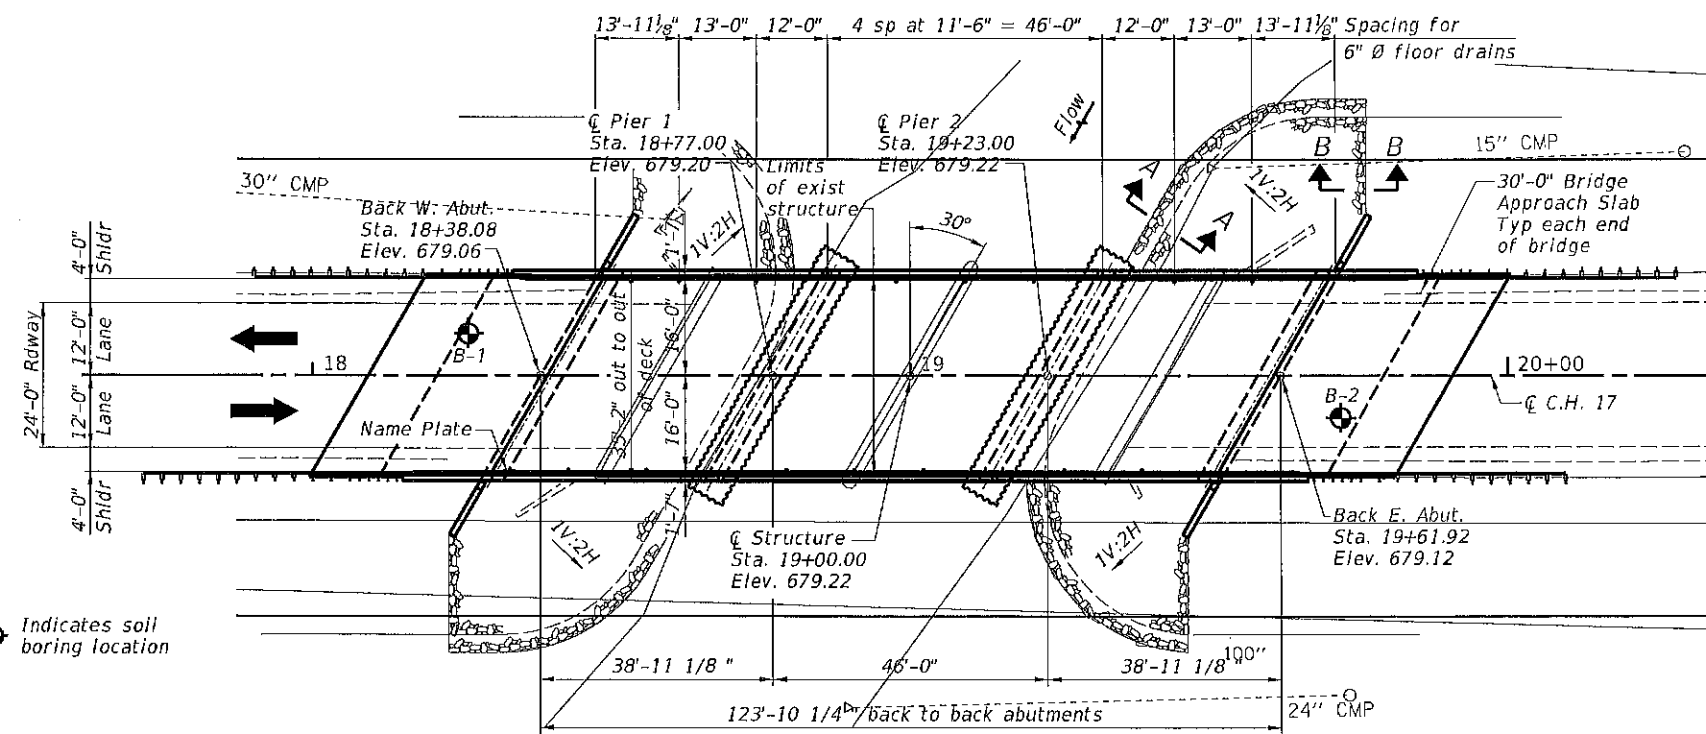 13'-11⅛" 13'-0" 12'-0" 4 sp at 11'-6" = 46'-0" 12'-0" 13'-0" 13'-11⅛" Spacing for
6" Ø floor drains
℄ Pier 1
Sta. 18+77.00
Elev. 679.20
℄ Pier 2
Sta. 19+23.00
Elev. 679.22
Flow
Limits
of exist
structure
30'' CMP
Back W. Abut.
Sta. 18+38.08
Elev. 679.06
1V:2H
30°
A
A
B B
15'' CMP
1V:2H
30'-0" Bridge
Approach Slab
Typ each end
of bridge
4'-0"
Shldr
24'-0" Rdway
12'-0"
Lane
12'-0"
Lane
4'-0"
Shldr
B-1
18
19
20+00
out to out
of deck
16'-0"
16'-0"
1'-1"
B-2
℄ C.H. 17
Name Plate
1V:2H
℄ Structure
Sta. 19+00.00
Elev. 679.22
1V:2H
Back E. Abut.
Sta. 19+61.92
Elev. 679.12
Indicates soil
boring location
38'-11 1/8 " 46'-0" 38'-11 1/8 "
100''
123'-10 1/4" back to back abutments
24'' CMP